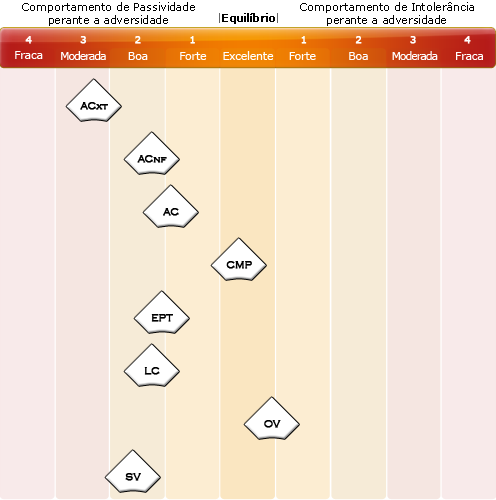 Comportamento de Passividade
perante a adversidade
|Equilíbrio|
Comportamento de Intolerância
perante a adversidade
4 3 2 1 1 2 3 4
Fraca Moderada Boa Forte Excelente Forte Boa Moderada Fraca
ACXT
ACNF
AC
CMP
EPT
LC
OV
SV